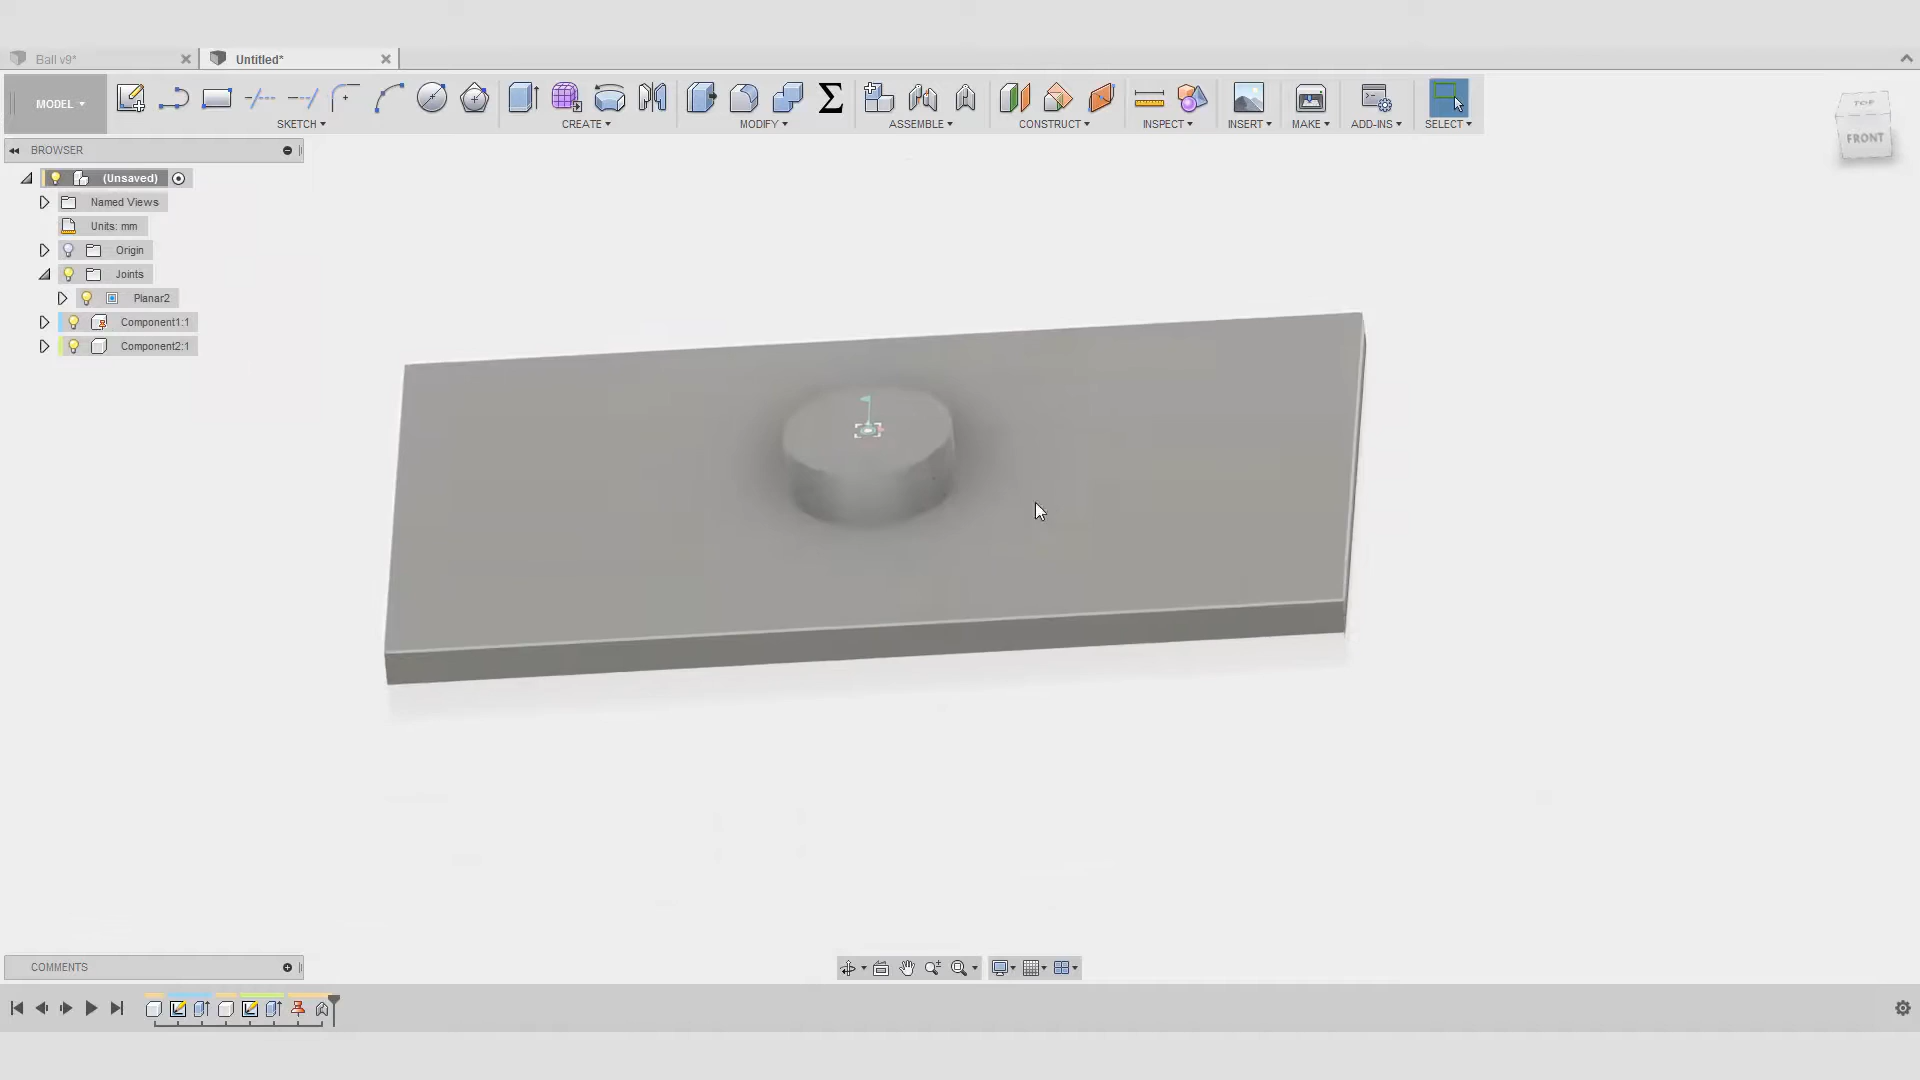 Ball v9*
Untitled*
MODEL
SKETCH
CREATE
MODIFY
ASSEMBLE
CONSTRUCT
INSPECT
INSERT
MAKE
ADD-INS
SELECT
TOP
FRONT
BROWSER
(Unsaved)
Named Views
Units: mm
Origin
Joints
Planar2
Component1:1
Component2:1
COMMENTS